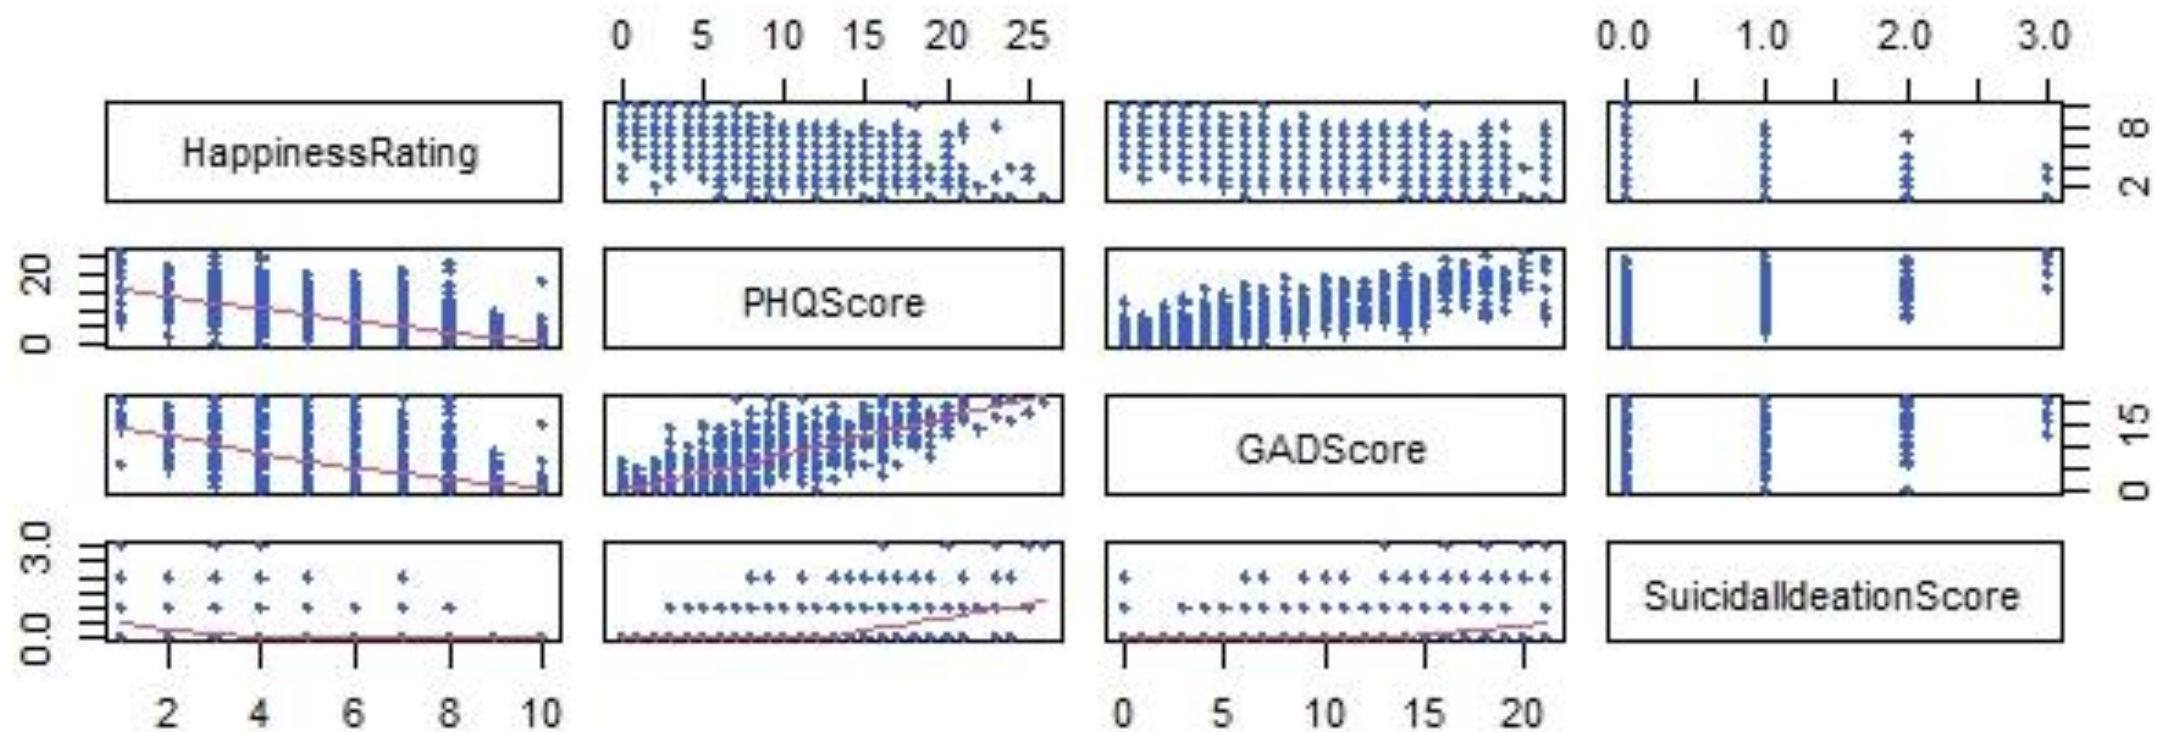 0 5 10 15 20 25
0.0 1.0 2.0 3.0
HappinessRating
2 8
0 20
PHQScore
GADScore
0 15
0.0 3.0
SuicidalIdeationScore
2 4 6 8 10
0 5 10 15 20